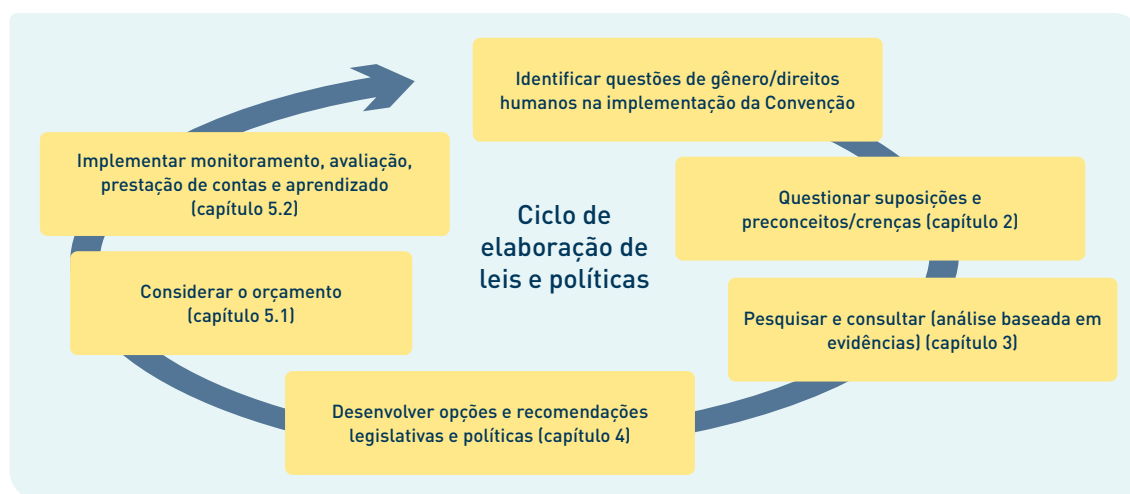 Identificar questões de gênero/direitos
humanos na implementação da Convenção
Questionar suposições e
preconceitos/crenças (capítulo 2)
Pesquisar e consultar (análise baseada em
evidências) (capítulo 3)
Desenvolver opções e recomendações
legislativas e políticas (capítulo 4)
Considerar o orçamento
(capítulo 5.1)
Implementar monitoramento, avaliação,
prestação de contas e aprendizado
(capítulo 5.2)
Ciclo de
elaboração de
leis e políticas